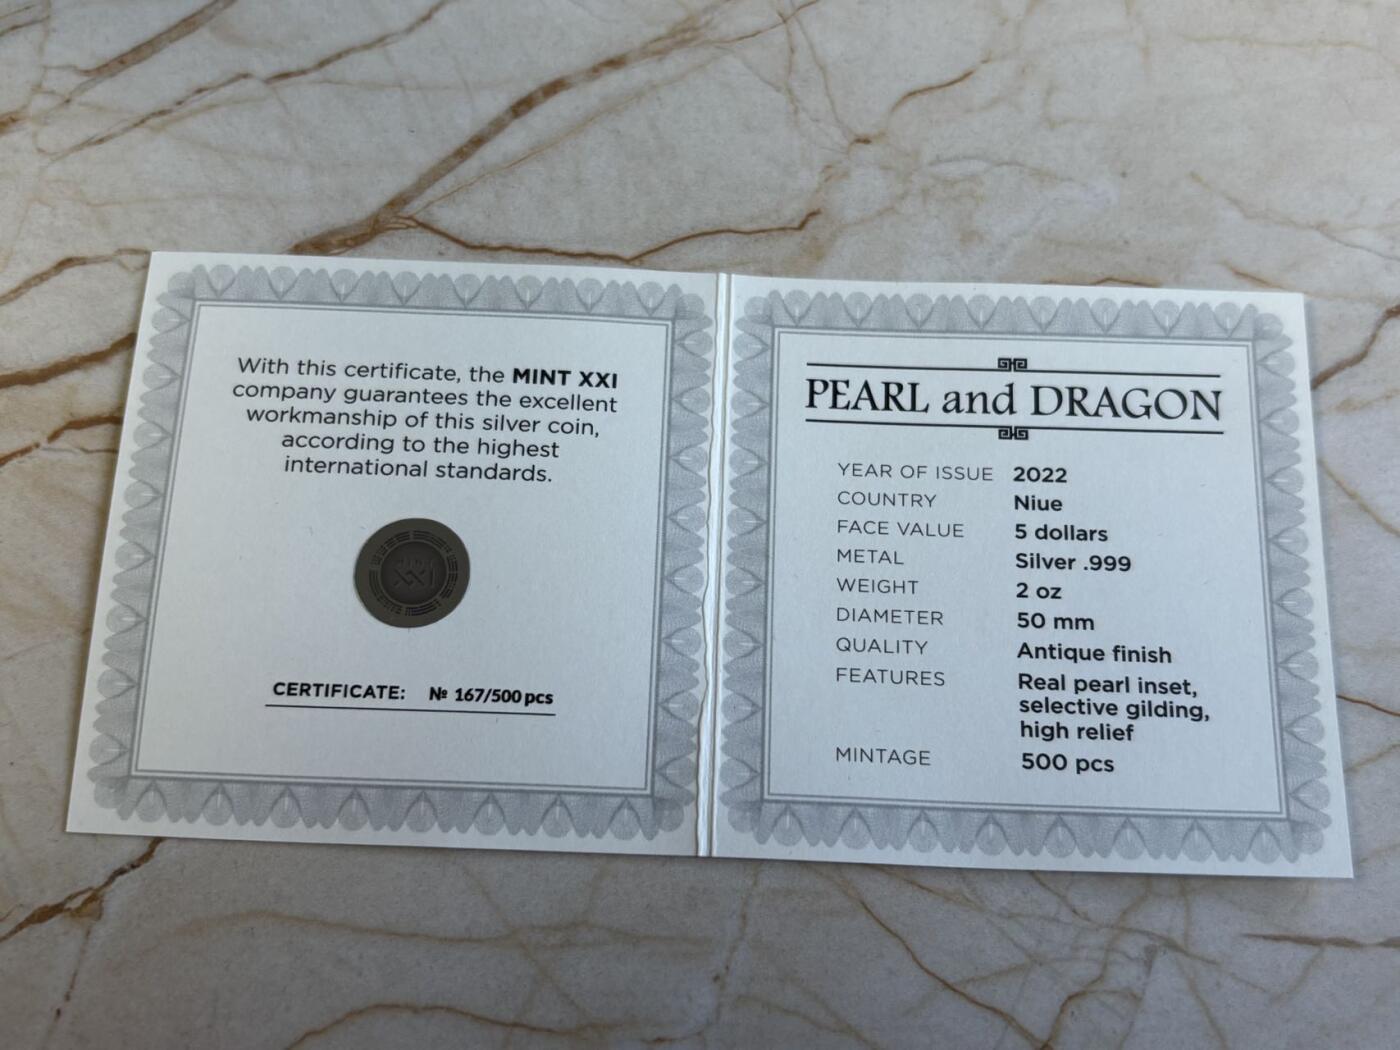 With this certificate, the MINT XXI
company guarantees the excellent
workmanship of this silver coin,
according to the highest
international standards.
MINT
XXI
CERTIFICATE: № 167/500 pcs
PEARL and DRAGON
YEAR OF ISSUE 2022
COUNTRY Niue
FACE VALUE 5 dollars
METAL Silver .999
WEIGHT 2 oz
DIAMETER 50 mm
QUALITY Antique finish
FEATURES Real pearl inset,
selective gilding,
high relief
MINTAGE 500 pcs